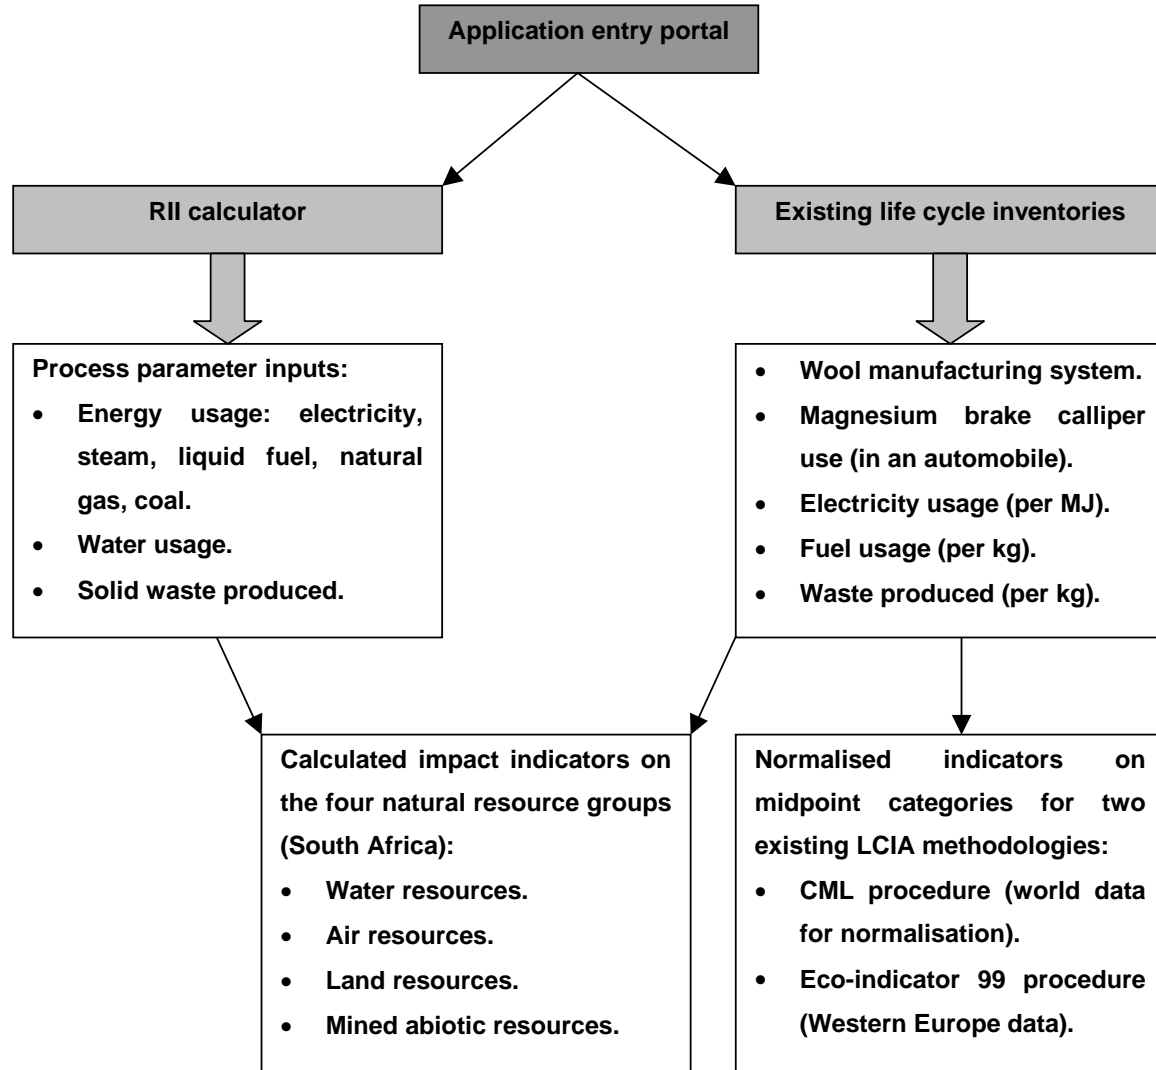 Application entry portal
RII calculator
Existing life cycle inventories
Process parameter inputs:
• Energy usage: electricity,
steam, liquid fuel, natural
gas, coal.
• Water usage.
• Solid waste produced.
• Wool manufacturing system.
• Magnesium brake calliper
use (in an automobile).
• Electricity usage (per MJ).
• Fuel usage (per kg).
• Waste produced (per kg).
Calculated impact indicators on
the four natural resource groups
(South Africa):
• Water resources.
• Air resources.
• Land resources.
• Mined abiotic resources.
Normalised indicators on
midpoint categories for two
existing LCIA methodologies:
• CML procedure (world data
for normalisation).
• Eco-indicator 99 procedure
(Western Europe data).